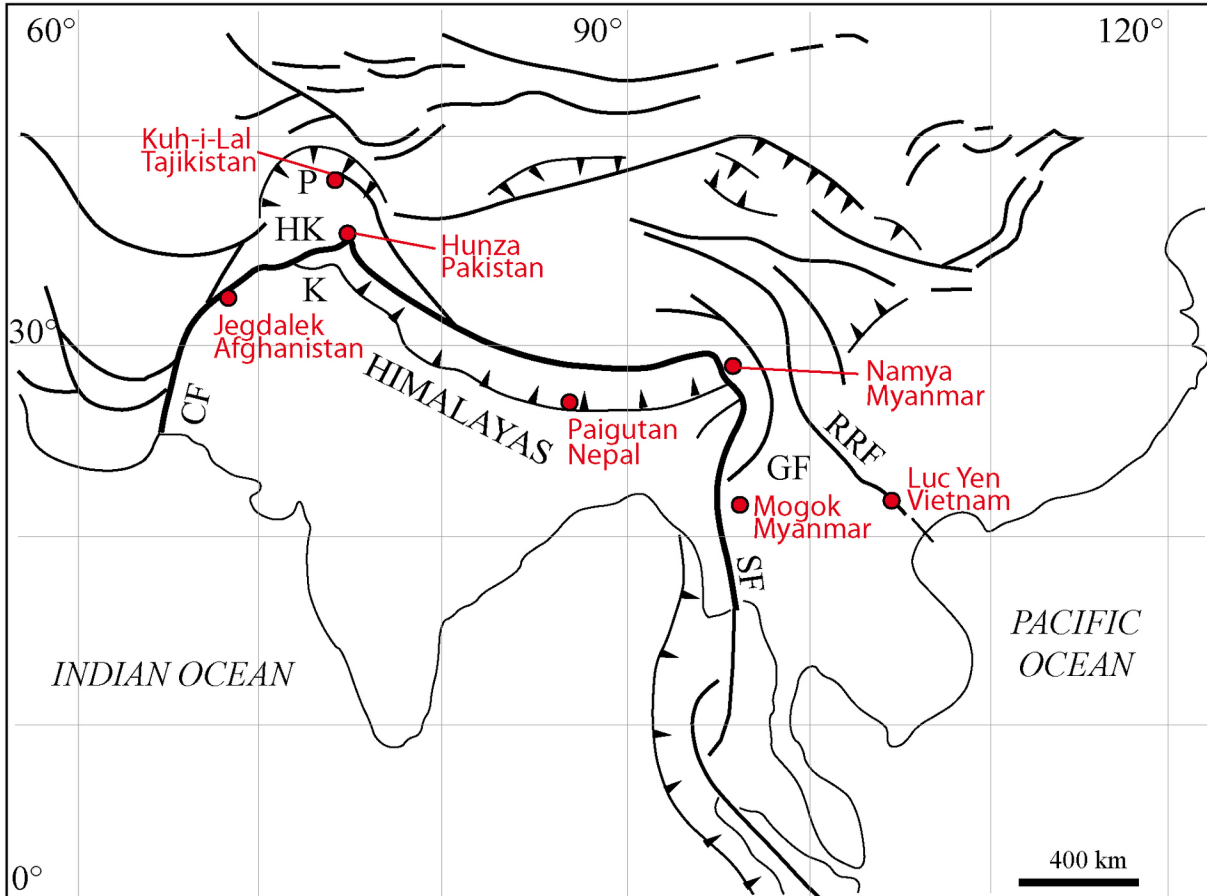 60°
90°
120°
Kuh-i-Lal
Tajikistan
P
HK
Hunza
Pakistan
K
Jegdalek
Afghanistan
30°
CF
HIMALAYAS
Paigutan
Nepal
Namya
Myanmar
RRF
GF
Luc Yen
Vietnam
Mogok
Myanmar
SF
INDIAN OCEAN
PACIFIC
OCEAN
400 km
0°